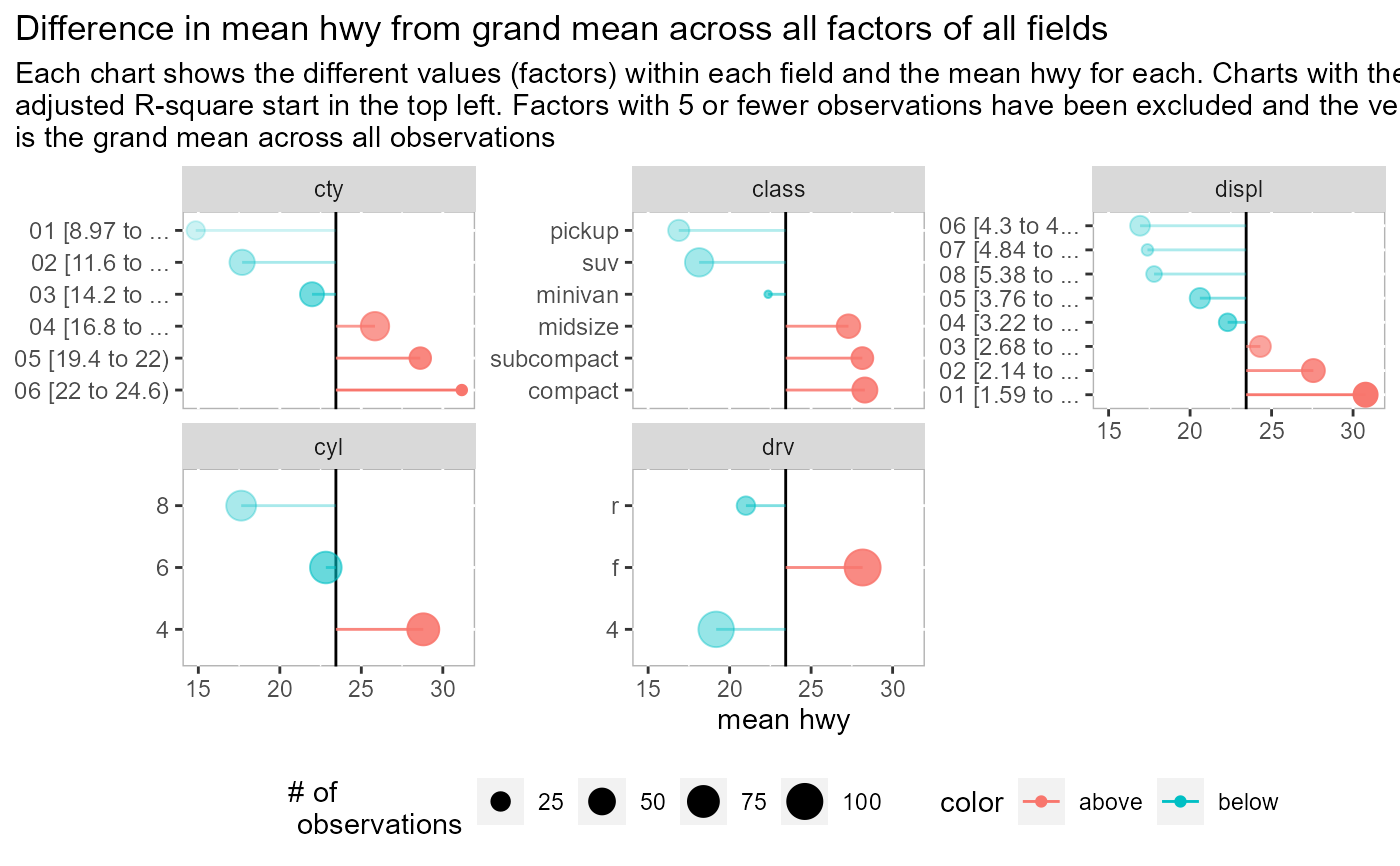 Difference in mean hwy from grand mean across all factors of all fields
Each chart shows the different values (factors) within each field and the mean hwy for each. Charts with the
adjusted R-square start in the top left. Factors with 5 or fewer observations have been excluded and the ve
is the grand mean across all observations
cty
01 [8.97 to ...
02 [11.6 to ...
03 [14.2 to ...
04 [16.8 to ...
05 [19.4 to 22)
06 [22 to 24.6)
class
pickup
suv
minivan
midsize
subcompact
compact
displ
06 [4.3 to 4...
07 [4.84 to ...
08 [5.38 to ...
05 [3.76 to ...
04 [3.22 to ...
03 [2.68 to ...
02 [2.14 to ...
01 [1.59 to ...
15 20 25 30
cyl
8
6
4
15 20 25 30
drv
r
f
4
15 20 25 30
mean hwy
# of
observations
25 50 75 100
color above below